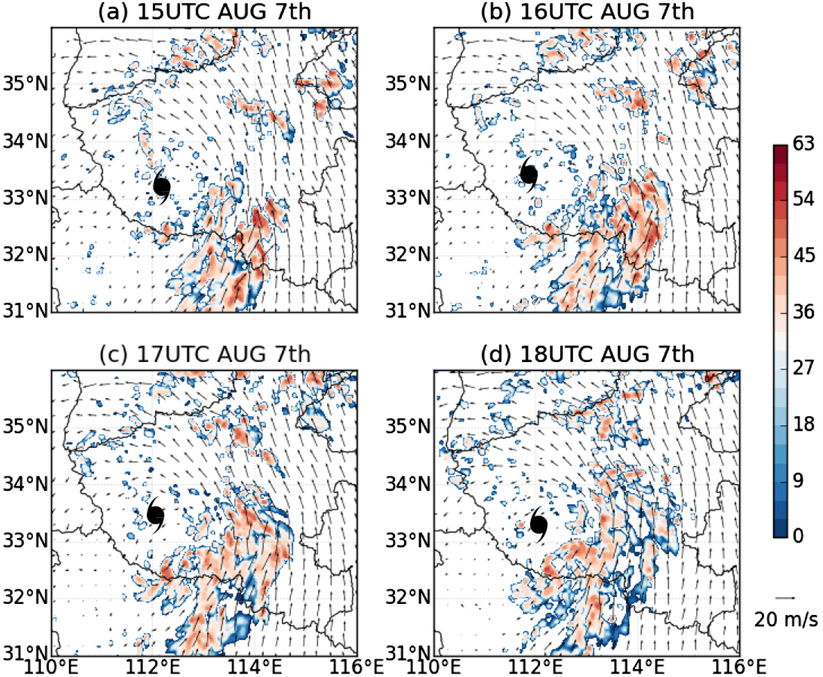 (a) 15UTC AUG 7th
(b) 16UTC AUG 7th
35°N
34°N
33°N
32°N
31°N
35°N
34°N
33°N
32°N
31°N
(c) 17UTC AUG 7th
(d) 18UTC AUG 7th
35°N
34°N
33°N
32°N
31°N
110°E
112°E
114°E
116°E
35°N
34°N
33°N
32°N
31°N
110°E
112°E
114°E
116°E
63
54
45
36
27
18
9
0
20 m/s